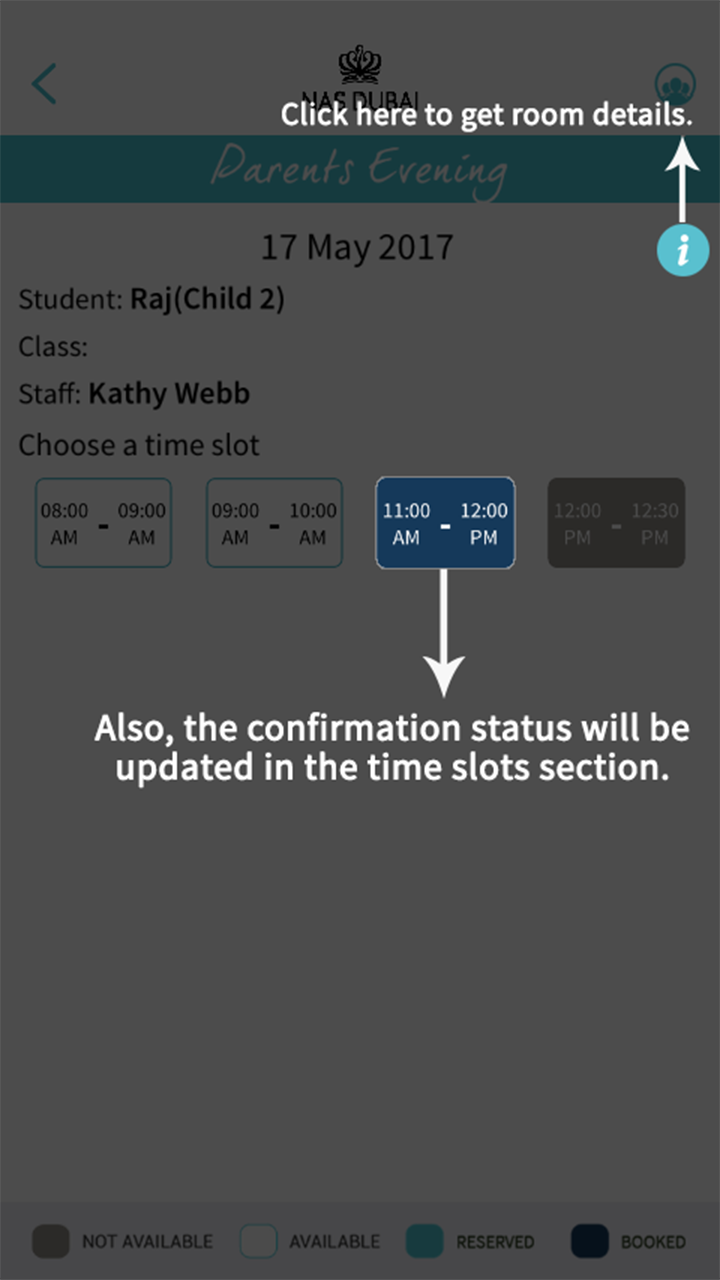 NAS DUBAI
Click here to get room details.
Parents Evening
17 May 2017
i
Student: Raj(Child 2)
Class:
Staff: Kathy Webb
Choose a time slot
08:00 AM - 09:00 AM
09:00 AM - 10:00 AM
11:00 AM - 12:00 PM
12:00 PM - 12:30 PM
Also, the confirmation status will be
updated in the time slots section.
NOT AVAILABLE
AVAILABLE
RESERVED
BOOKED